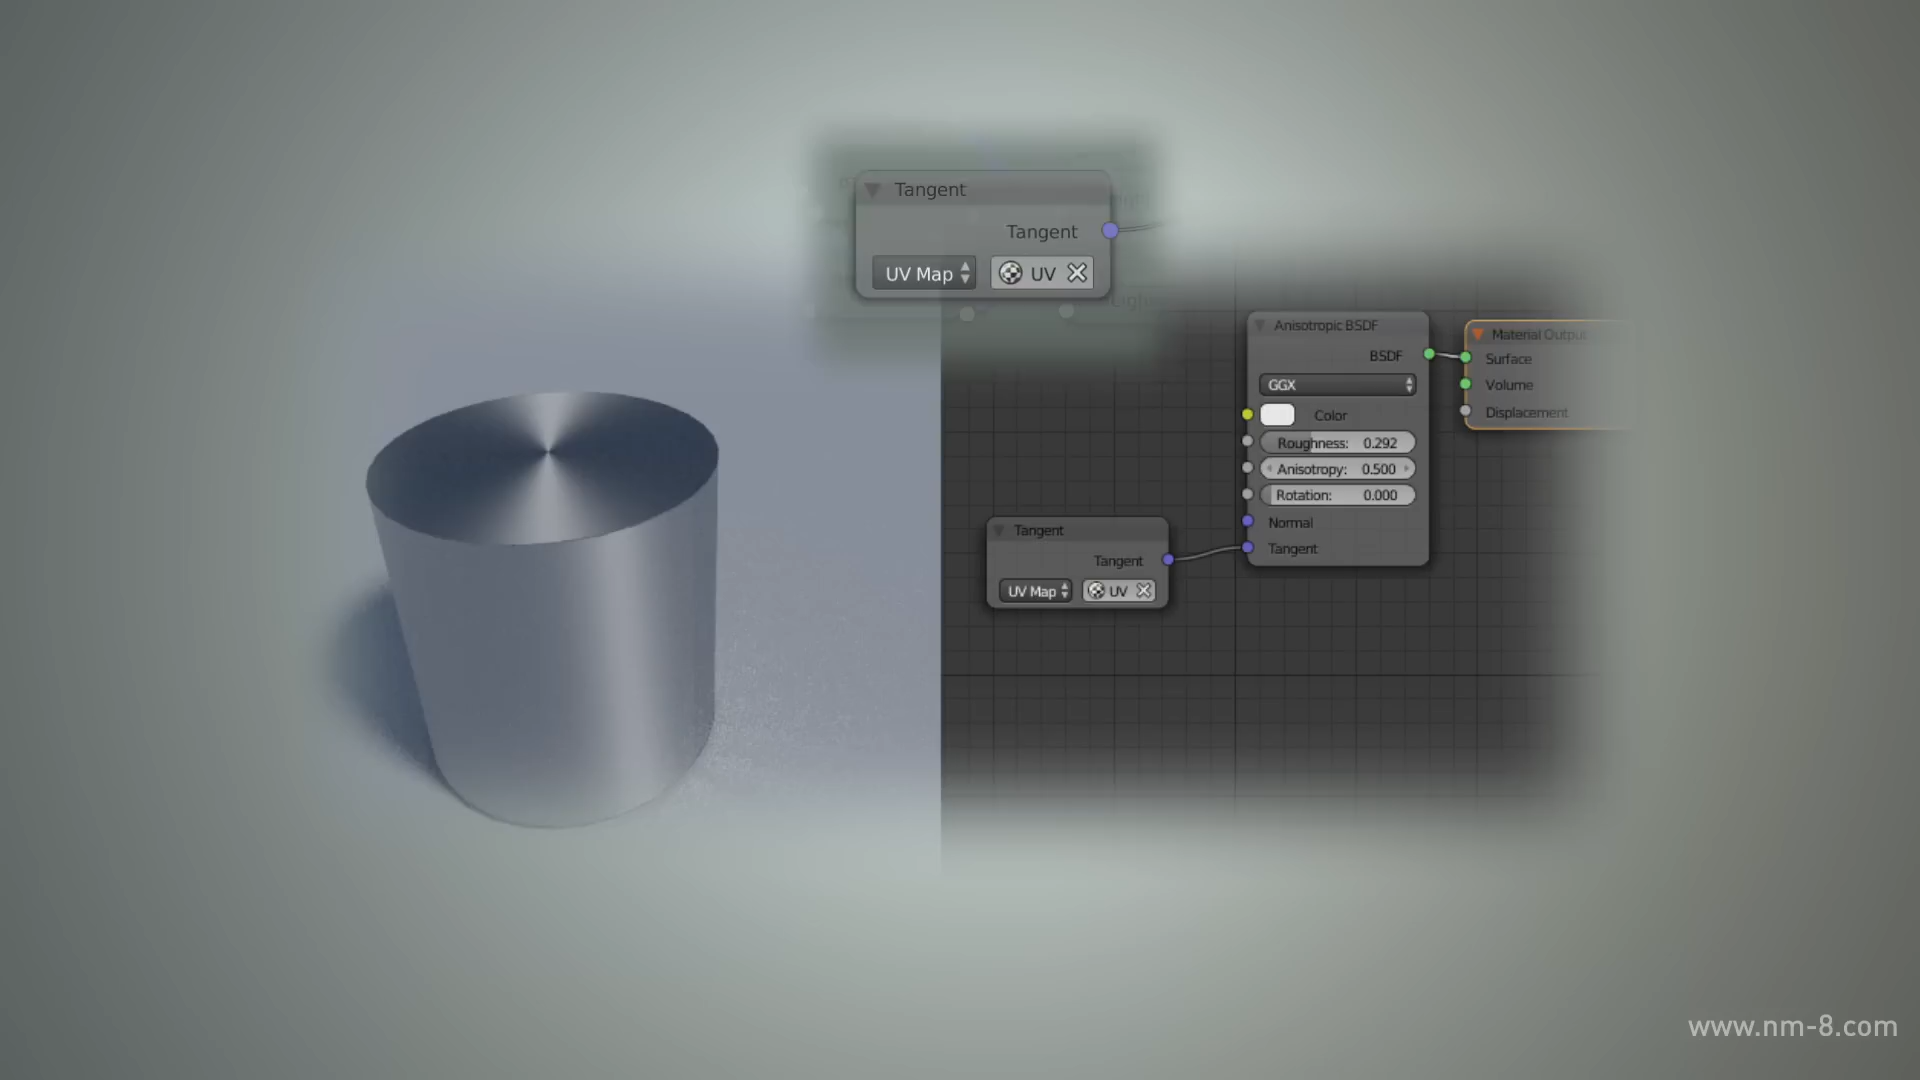 Tangent
Tangent
UV Map UV
Light
Anisotropic BSDF
BSDF
GGX
Color
Roughness: 0.292
Anisotropy: 0.500
Rotation: 0.000
Normal
Tangent
Material Output
Surface
Volume
Displacement
Tangent
Tangent
UV Map UV
www.nm-8.com